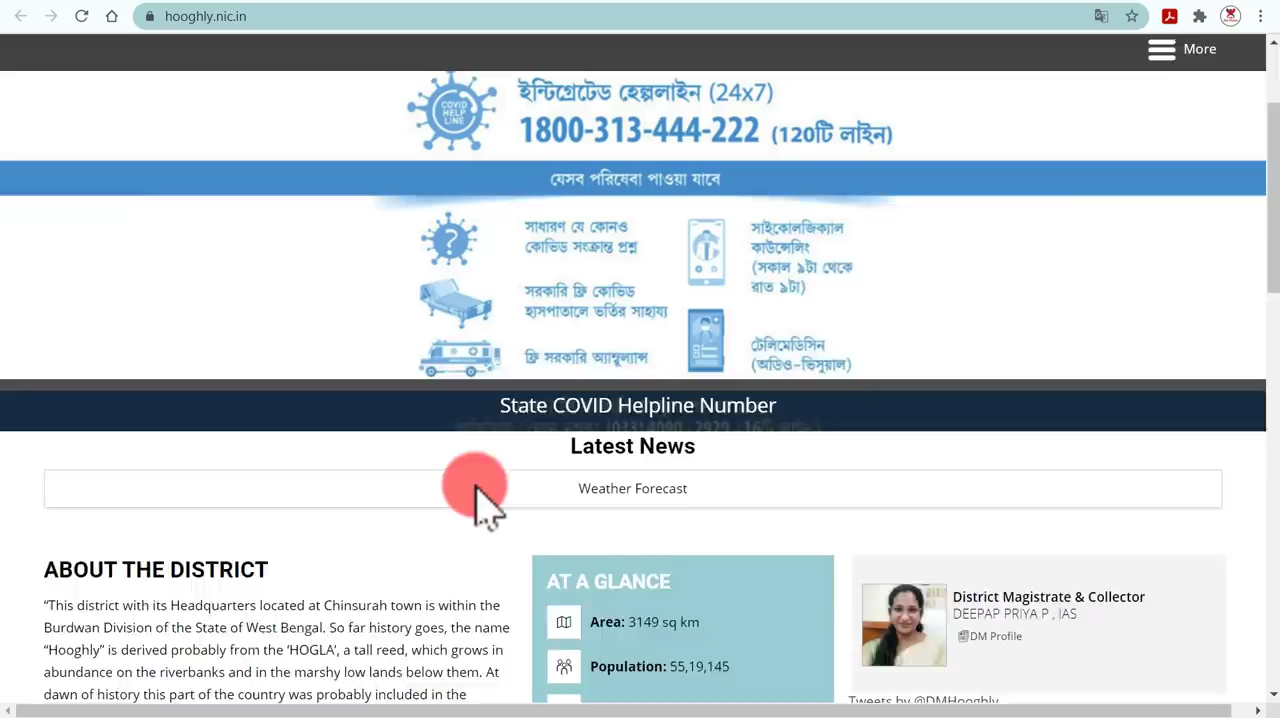 hooghly.nic.in
More
COVID
HELP
LINE
ইন্টিগ্রেটেড হেল্পলাইন (24x7)
1800-313-444-222 (120টি লাইন)
যেসব পরিষেবা পাওয়া যাবে
সাধারণ যে কোনও
কোভিড সংক্রান্ত প্রশ্ন
সরকারি ফ্রি কোভিড
হাসপাতালে ভর্তির সাহায্য
ফ্রি সরকারি অ্যাম্বুল্যান্স
সাইকোলজিক্যাল
কাউন্সেলিং
(সকাল ৯টা থেকে
রাত ৯টা)
টেলিমেডিসিন
(অডিও-ভিসুয়াল)
State COVID Helpline Number
Latest News
Weather Forecast
ABOUT THE DISTRICT
“This district with its Headquarters located at Chinsurah town is within the
Burdwan Division of the State of West Bengal. So far history goes, the name
“Hooghly” is derived probably from the ‘HOGLA’, a tall reed, which grows in
abundance on the riverbanks and in the marshy low lands below them. At
dawn of history this part of the country was probably included in the
AT A GLANCE
Area: 3149 sq km
Population: 55,19,145
District Magistrate & Collector
DEEPAP PRIYA P , IAS
DM Profile
Tweets by @DMHooghly